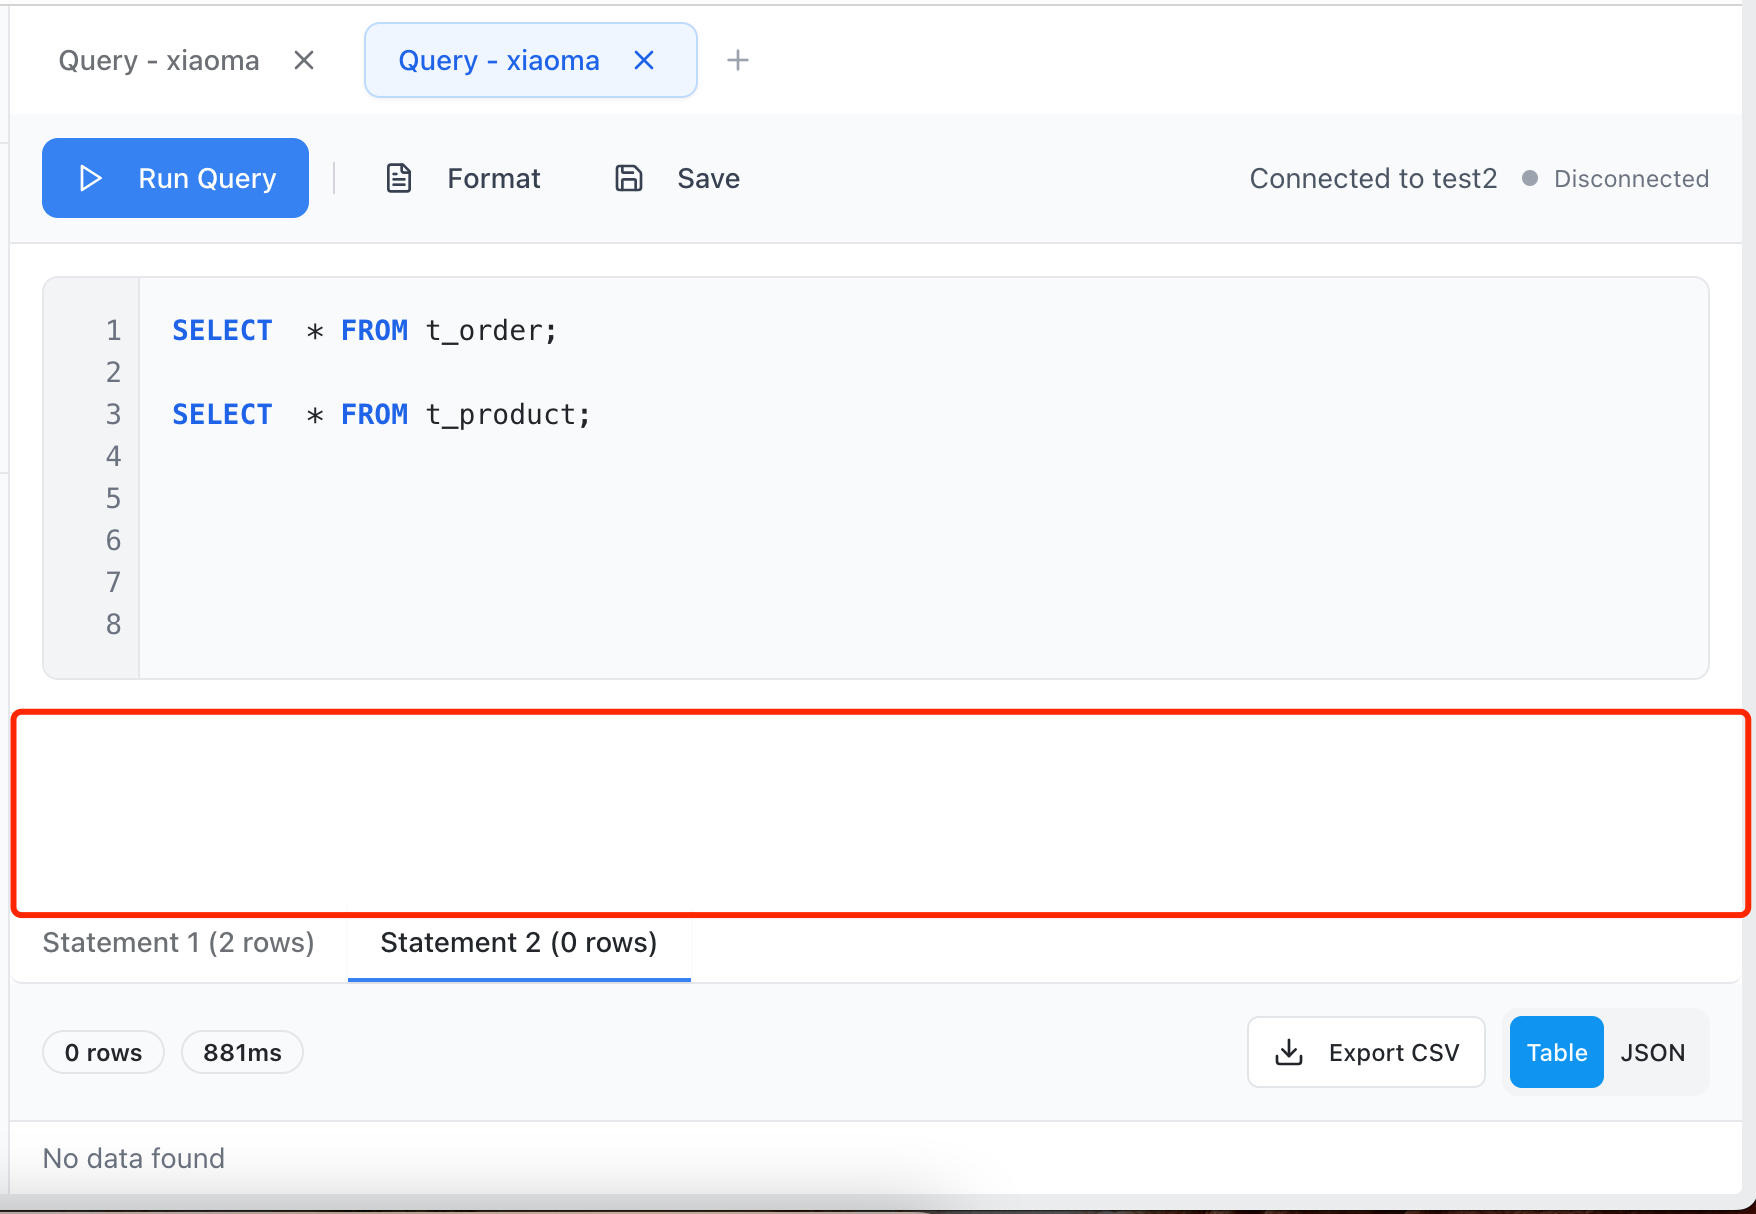 Query - xiaoma
Query - xiaoma
Run Query
Format
Save
Connected to test2
Disconnected
1 SELECT  * FROM t_order;
2
3 SELECT  * FROM t_product;
4
5
6
7
8
Statement 1 (2 rows)
Statement 2 (0 rows)
0 rows
881ms
Export CSV
Table
JSON
No data found